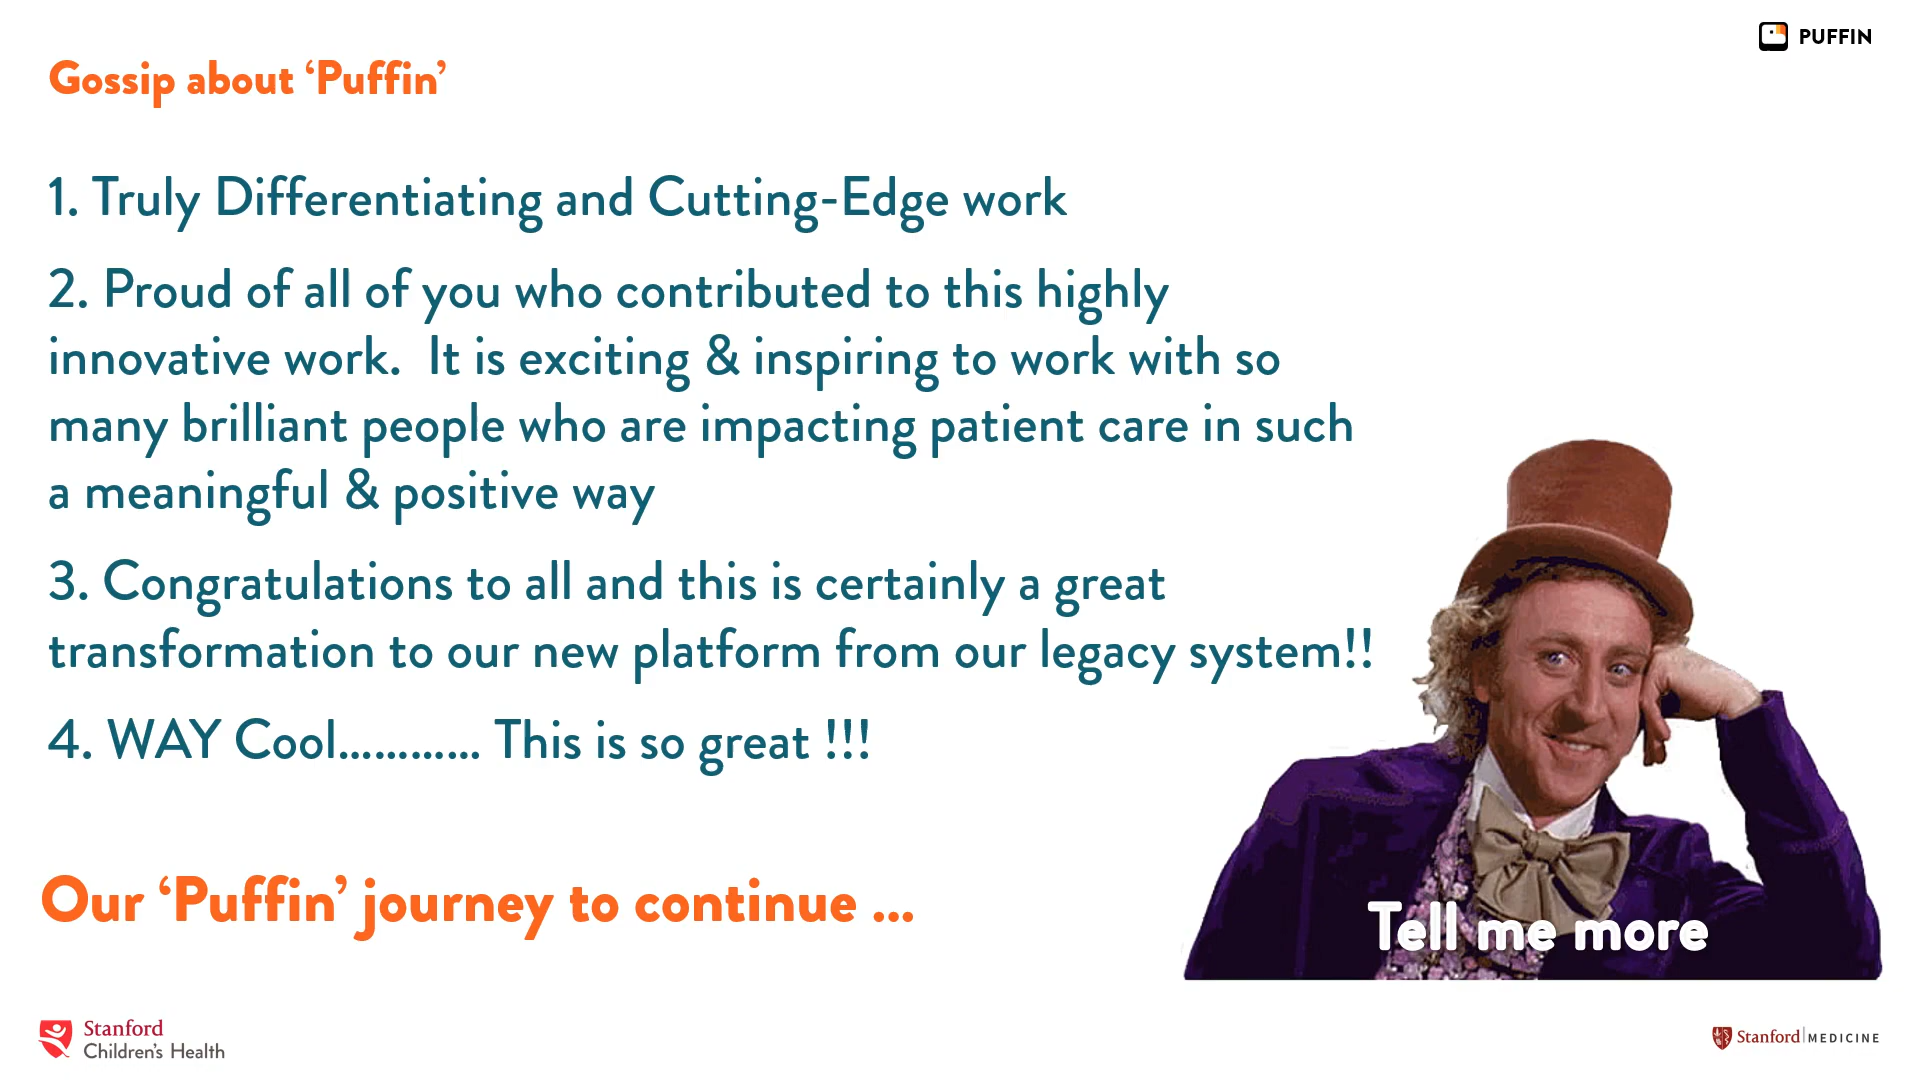 PUFFIN
Gossip about ‘Puffin’
1. Truly Differentiating and Cutting-Edge work
2. Proud of all of you who contributed to this highly
innovative work.  It is exciting & inspiring to work with so
many brilliant people who are impacting patient care in such
a meaningful & positive way
3. Congratulations to all and this is certainly a great
transformation to our new platform from our legacy system!!
4. WAY Cool………… This is so great !!!
Our ‘Puffin’ journey to continue ...
Tell me more
Stanford
Children’s Health
Stanford MEDICINE